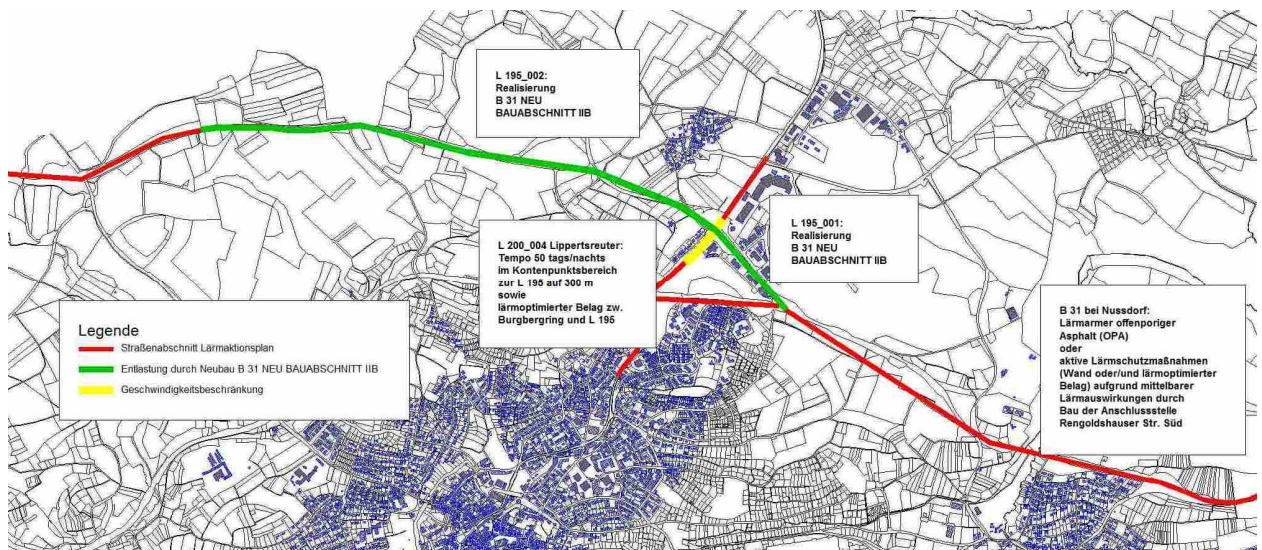 L 195_002:
Realisierung
B 31 NEU
BAUABSCHNITT IIB
L 195_001:
Realisierung
B 31 NEU
BAUABSCHNITT IIB
L 200_004 Lippertsreuter:
Tempo 50 tags/nachts
im Kontenpunktsbereich
zur L 195 auf 300 m
sowie
lärmoptimierter Belag zw.
Burgbergring und L 195
B 31 bei Nussdorf:
Lärmarmer offenporiger
Asphalt (OPA)
oder
aktive Lärmschutzmaßnahmen
(Wand oder/und lärmoptimierter
Belag) aufgrund mittelbarer
Lärmauswirkungen durch
Bau der Anschlussstelle
Rengoldshauser Str. Süd
Legende
Straßenabschnitt Lärmaktionsplan
Entlastung durch Neubau B 31 NEU BAUABSCHNITT IIB
Geschwindigkeitsbeschränkung